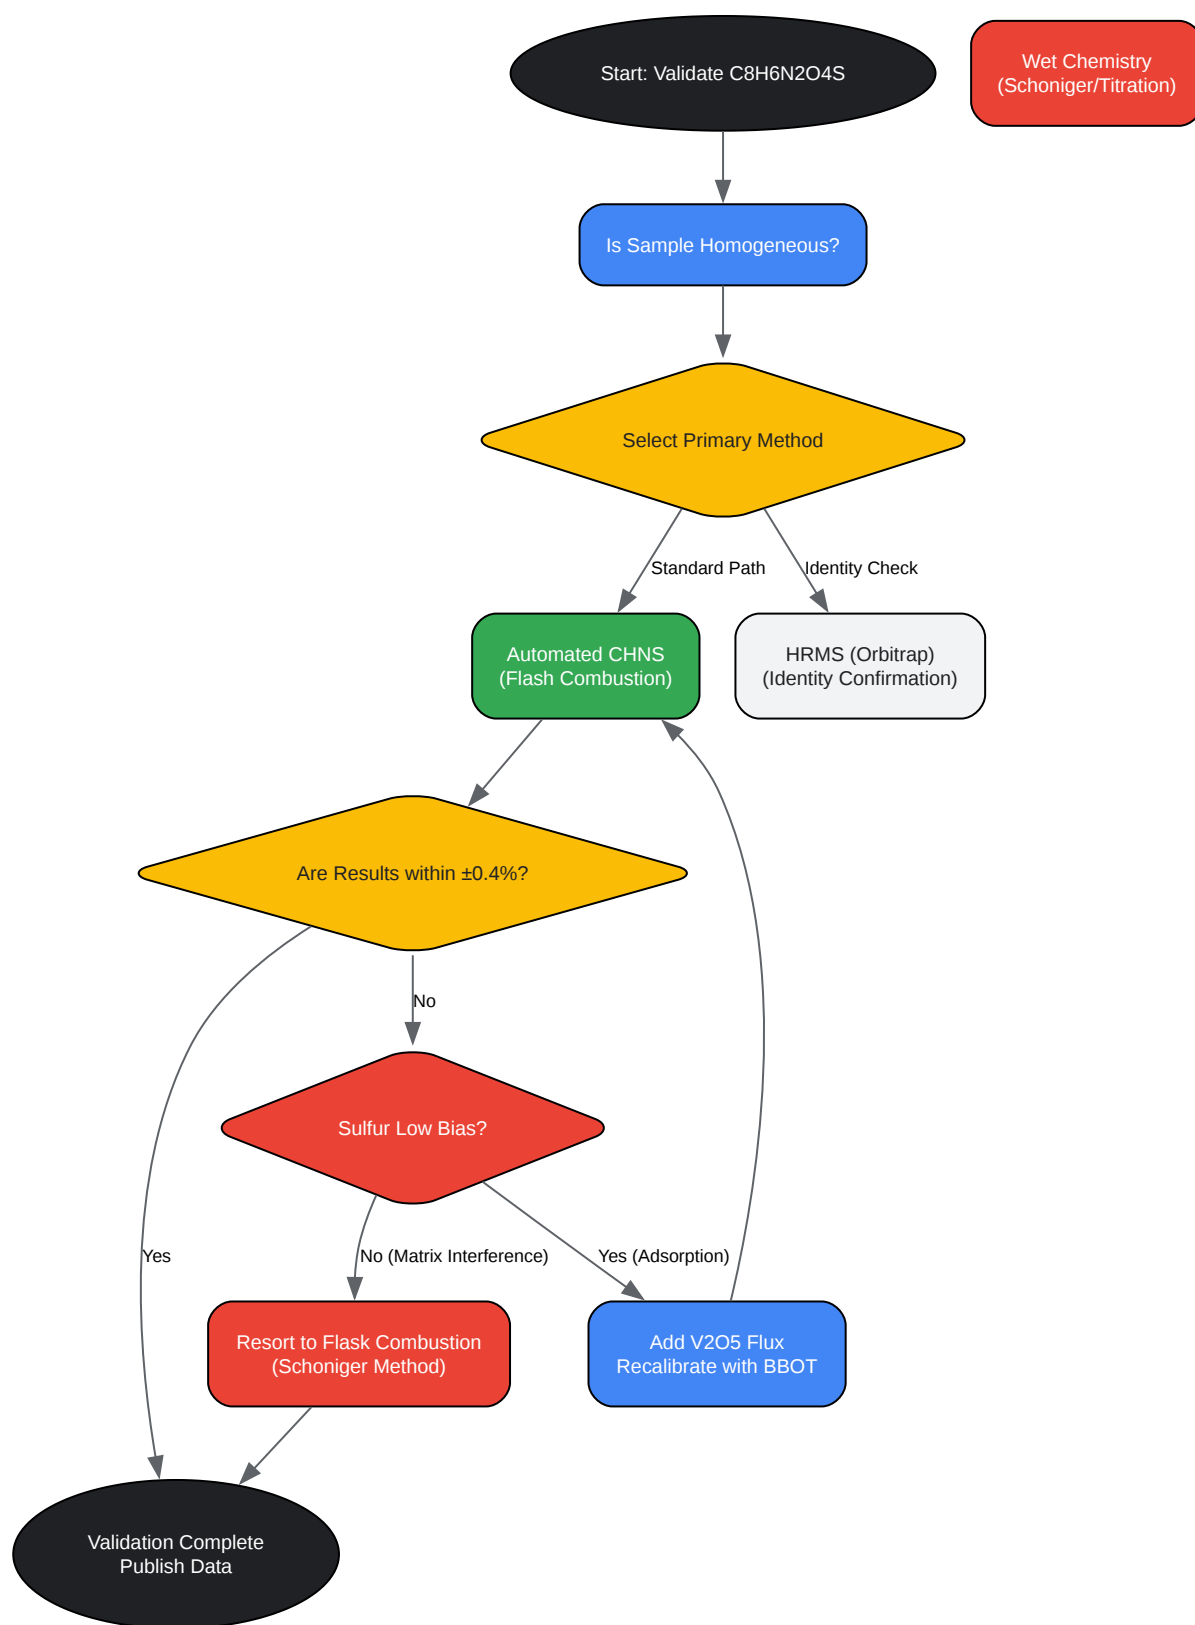 Start: Validate C8H6N2O4S
Wet Chemistry
(Schoniger/Titration)
Is Sample Homogeneous?
Select Primary Method
Standard Path
Identity Check
Automated CHNS
(Flash Combustion)
HRMS (Orbitrap)
(Identity Confirmation)
Are Results within ±0.4%?
No
Sulfur Low Bias?
Yes
No (Matrix Interference)
Yes (Adsorption)
Resort to Flask Combustion
(Schoniger Method)
Add V2O5 Flux
Recalibrate with BBOT
Validation Complete
Publish Data